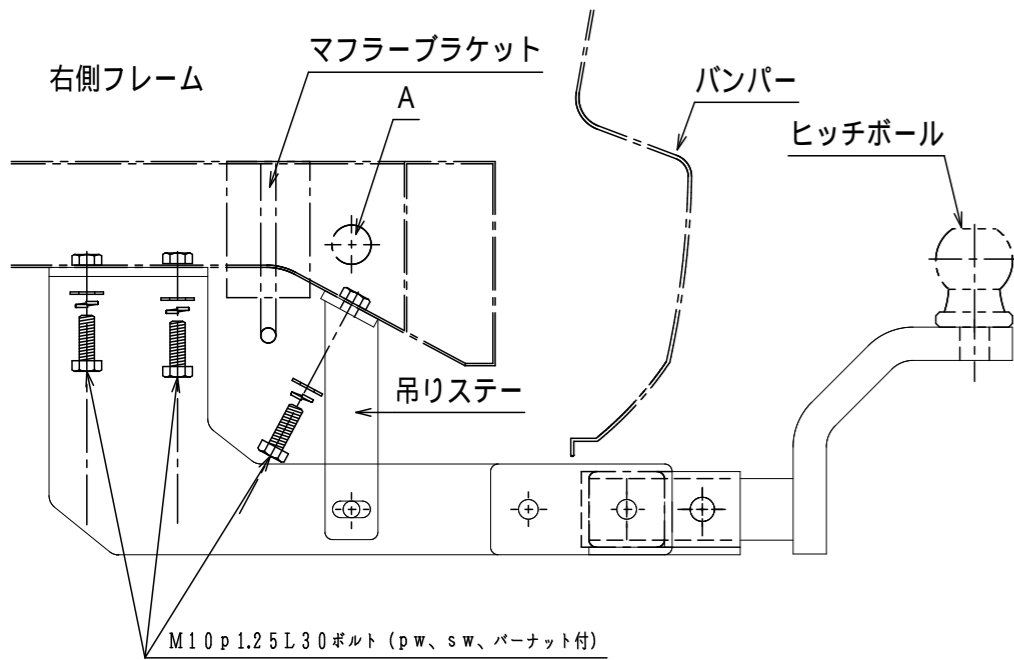 マフラーブラケット
右側フレーム
A
バンパー
ヒッチボール
吊りステー
M10p1.25L30ボルト(pw、sw、バーナット付)